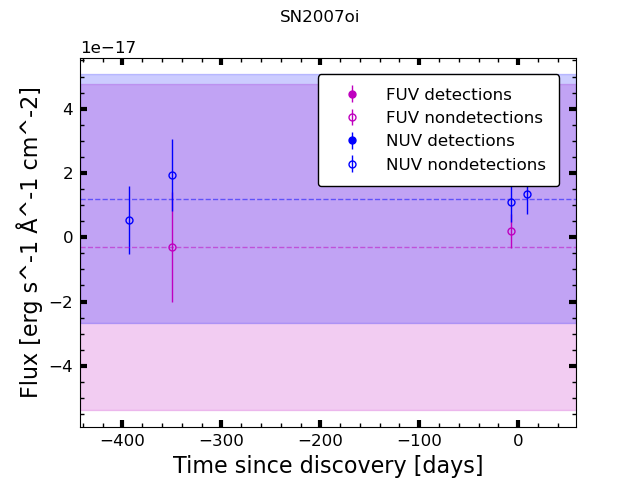 SN2007oi
1e−17
FUV detections
FUV nondetections
NUV detections
NUV nondetections
4
2
0
−2
−4
Flux [erg s^-1 Å^-1 cm^-2]
−400 −300 −200 −100 0
Time since discovery [days]